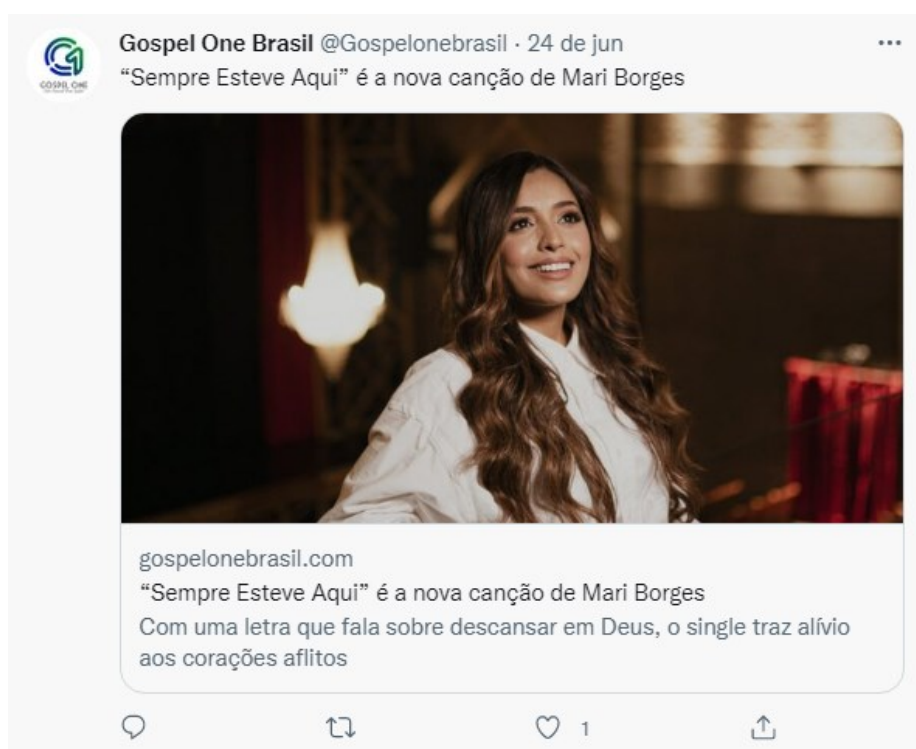 Gospel One Brasil @Gospelonebrasil · 24 de jun
“Sempre Esteve Aqui” é a nova canção de Mari Borges
GOSPEL ONE
gospelonebrasil.com
“Sempre Esteve Aqui” é a nova canção de Mari Borges
Com uma letra que fala sobre descansar em Deus, o single traz alívio
aos corações aflitos
1